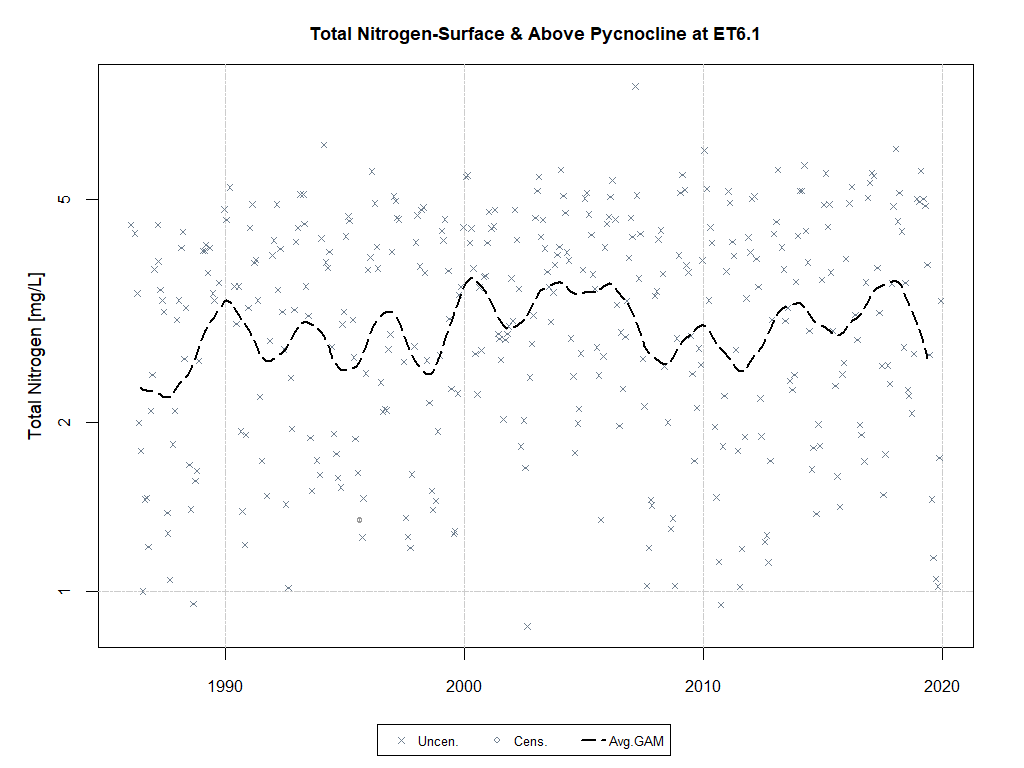 Total Nitrogen-Surface & Above Pycnocline at ET6.1
Total Nitrogen [mg/L]
5
2
1
1990 2000 2010 2020
Uncen. Cens. Avg.GAM